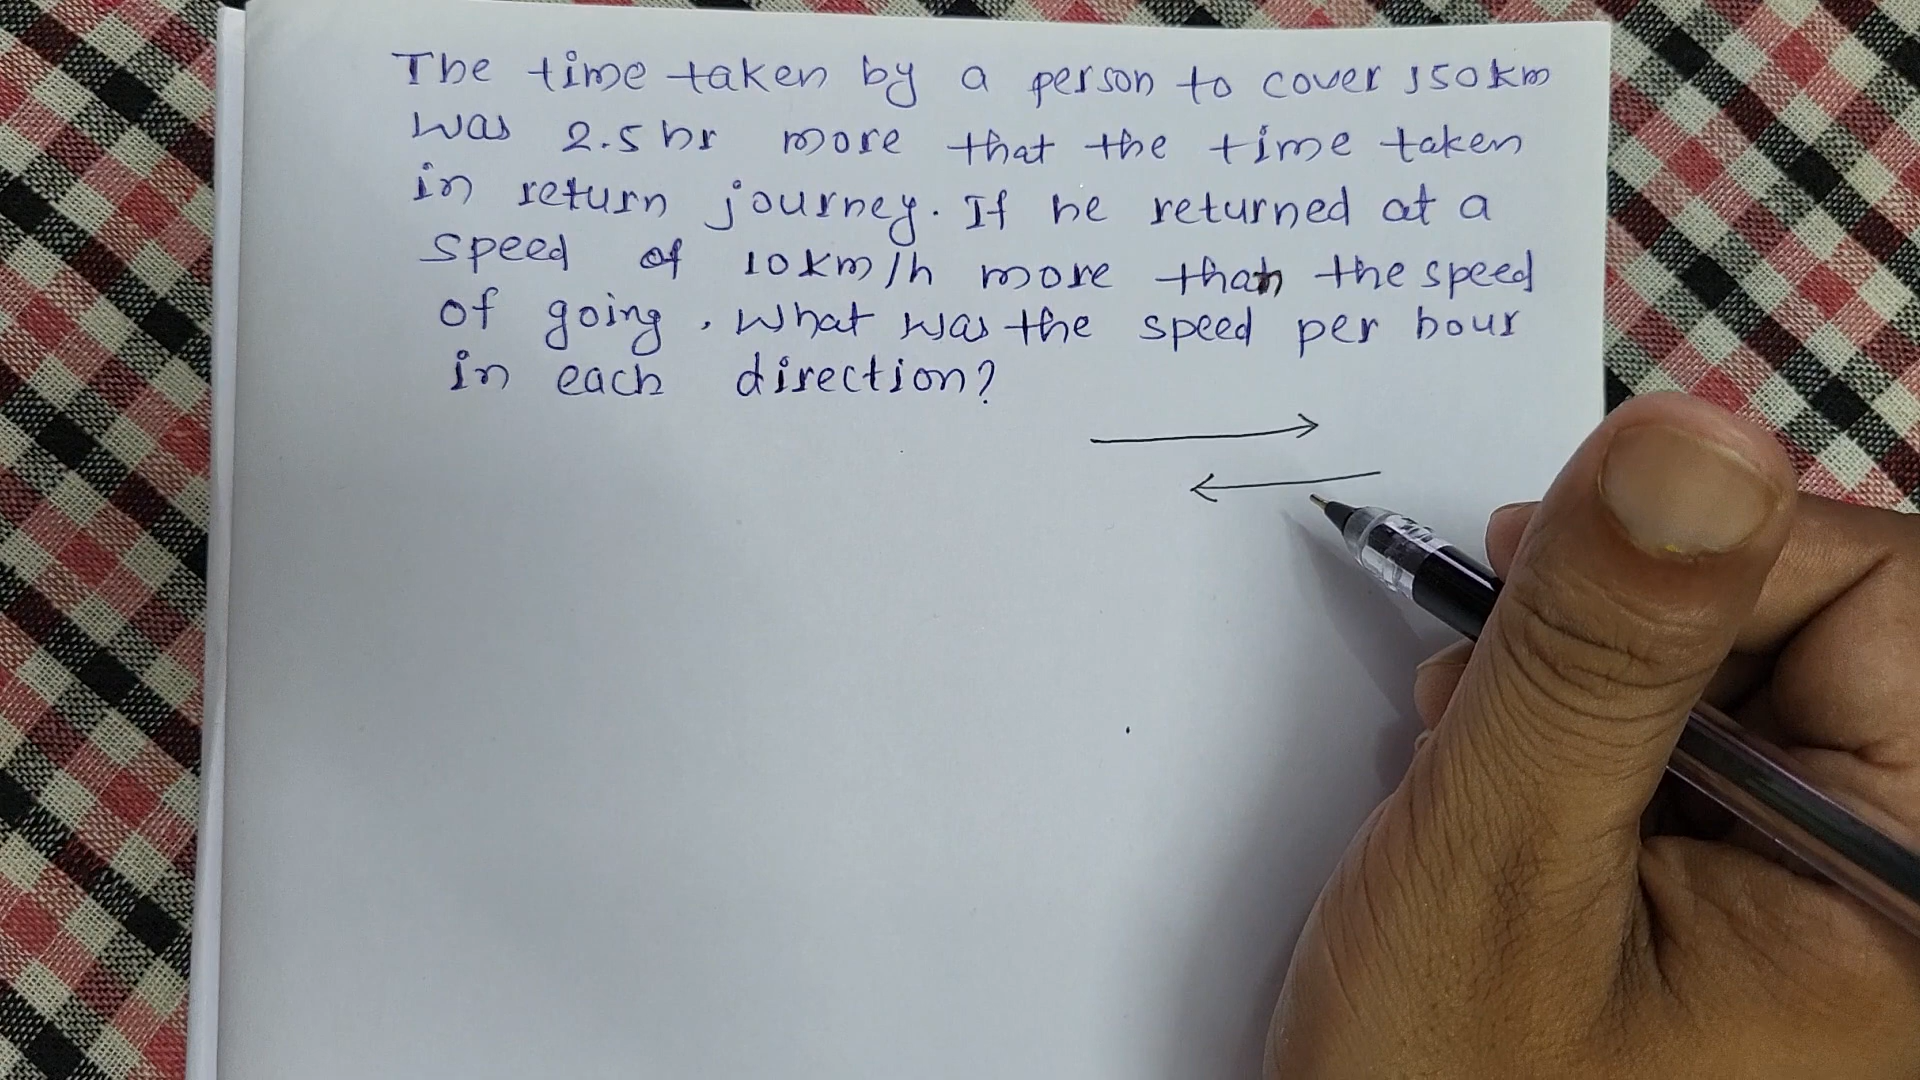 The time taken by a person to cover 150km
was 2.5 hr more that the time taken
in return journey. If he returned at a
speed of 10km/h more than the speed
of going, what was the speed per hour
in each direction?